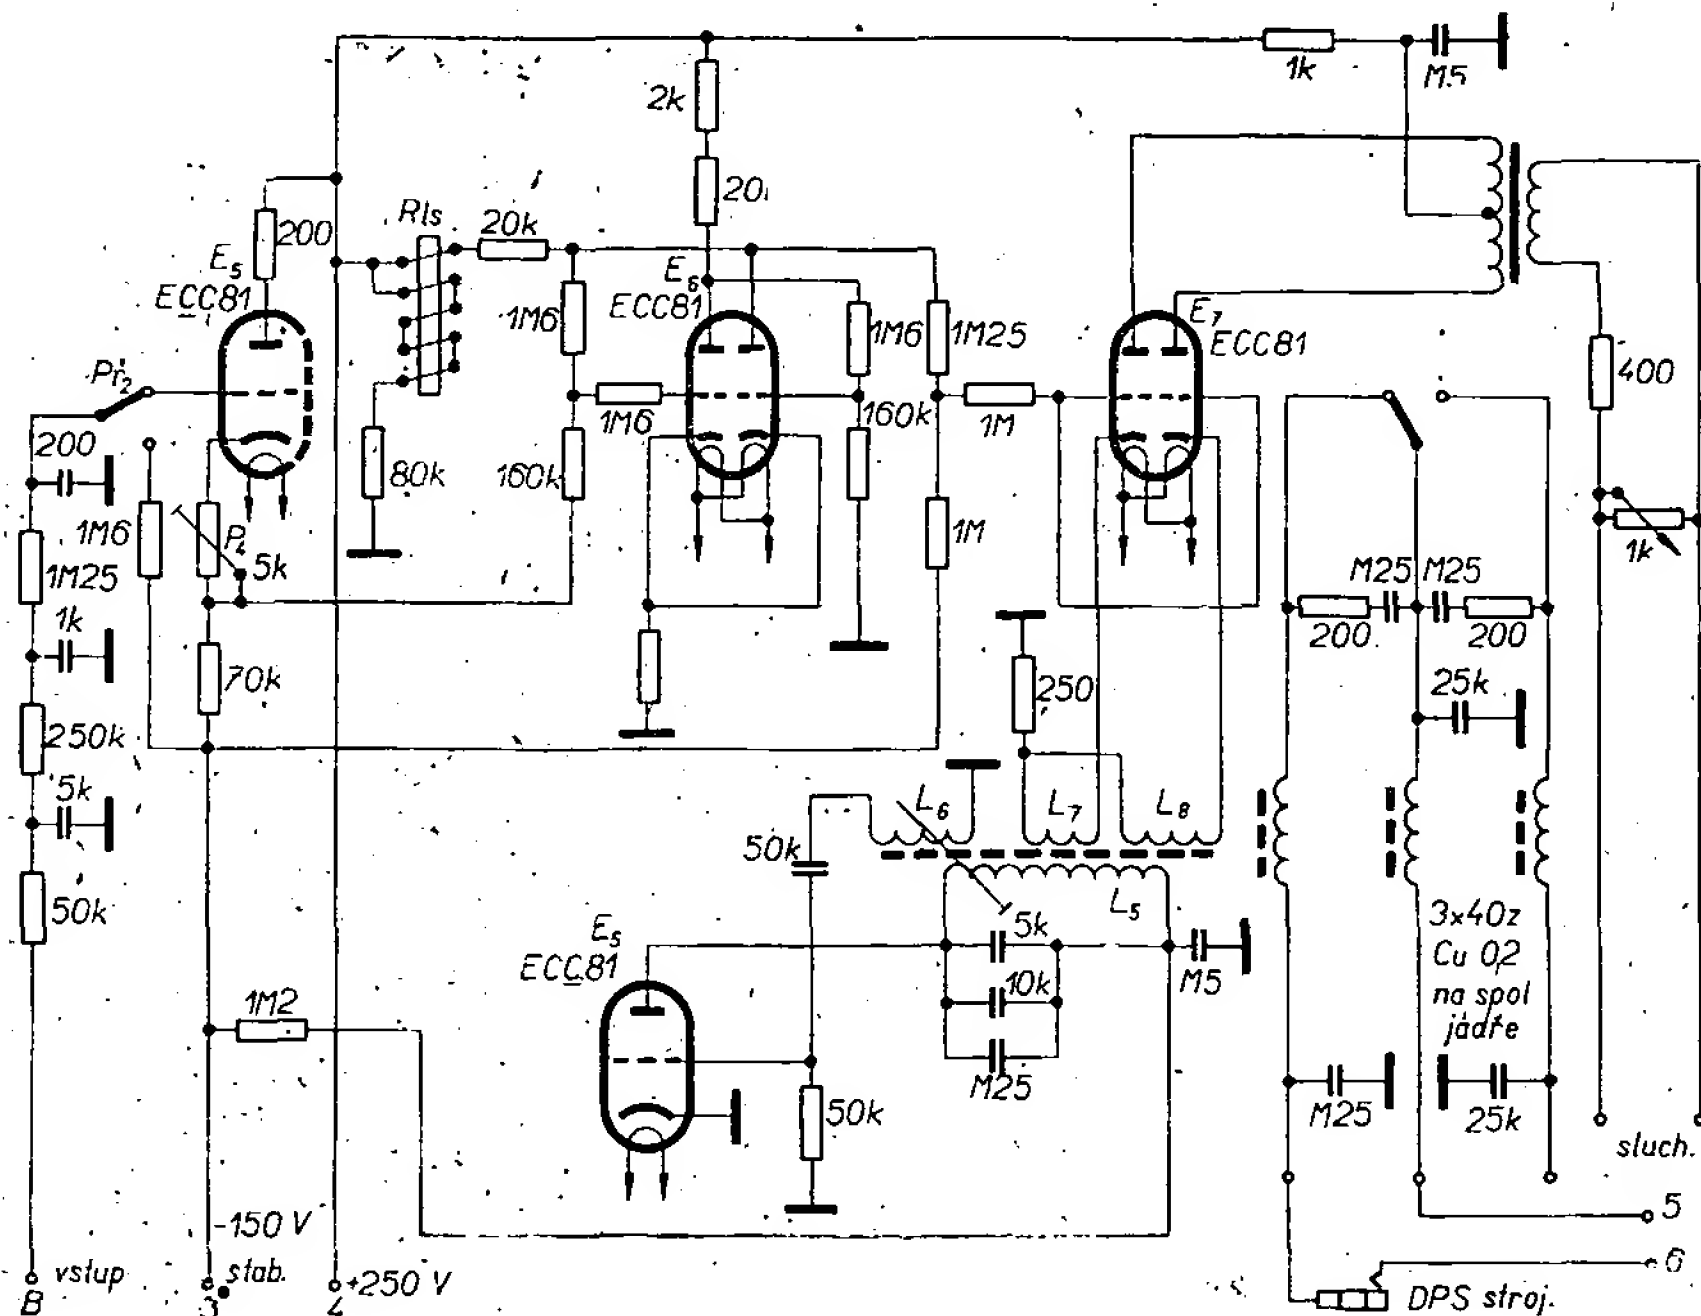 1k
M5
2k
20
200
Rls
20k
E5
ECC81
E6
ECC81
E7
ECC81
1M6
1M6
1M25
Př2
1M6
160k
1M
400
200
80k
160k
1M
1M6
P4
5k
1M25
1k
M25
M25
1k
200
200
70k
250
25k
250k
5k
L6
L7
L8
50k
50k
L5
3x40z
Cu 0,2
na spol
jádře
E5
ECC81
5k
10k
M5
M25
1M2
50k
M25
25k
sluch.
5
-150 V
6
B
vstup
3
stab.
4
+250 V
DPS stroj.